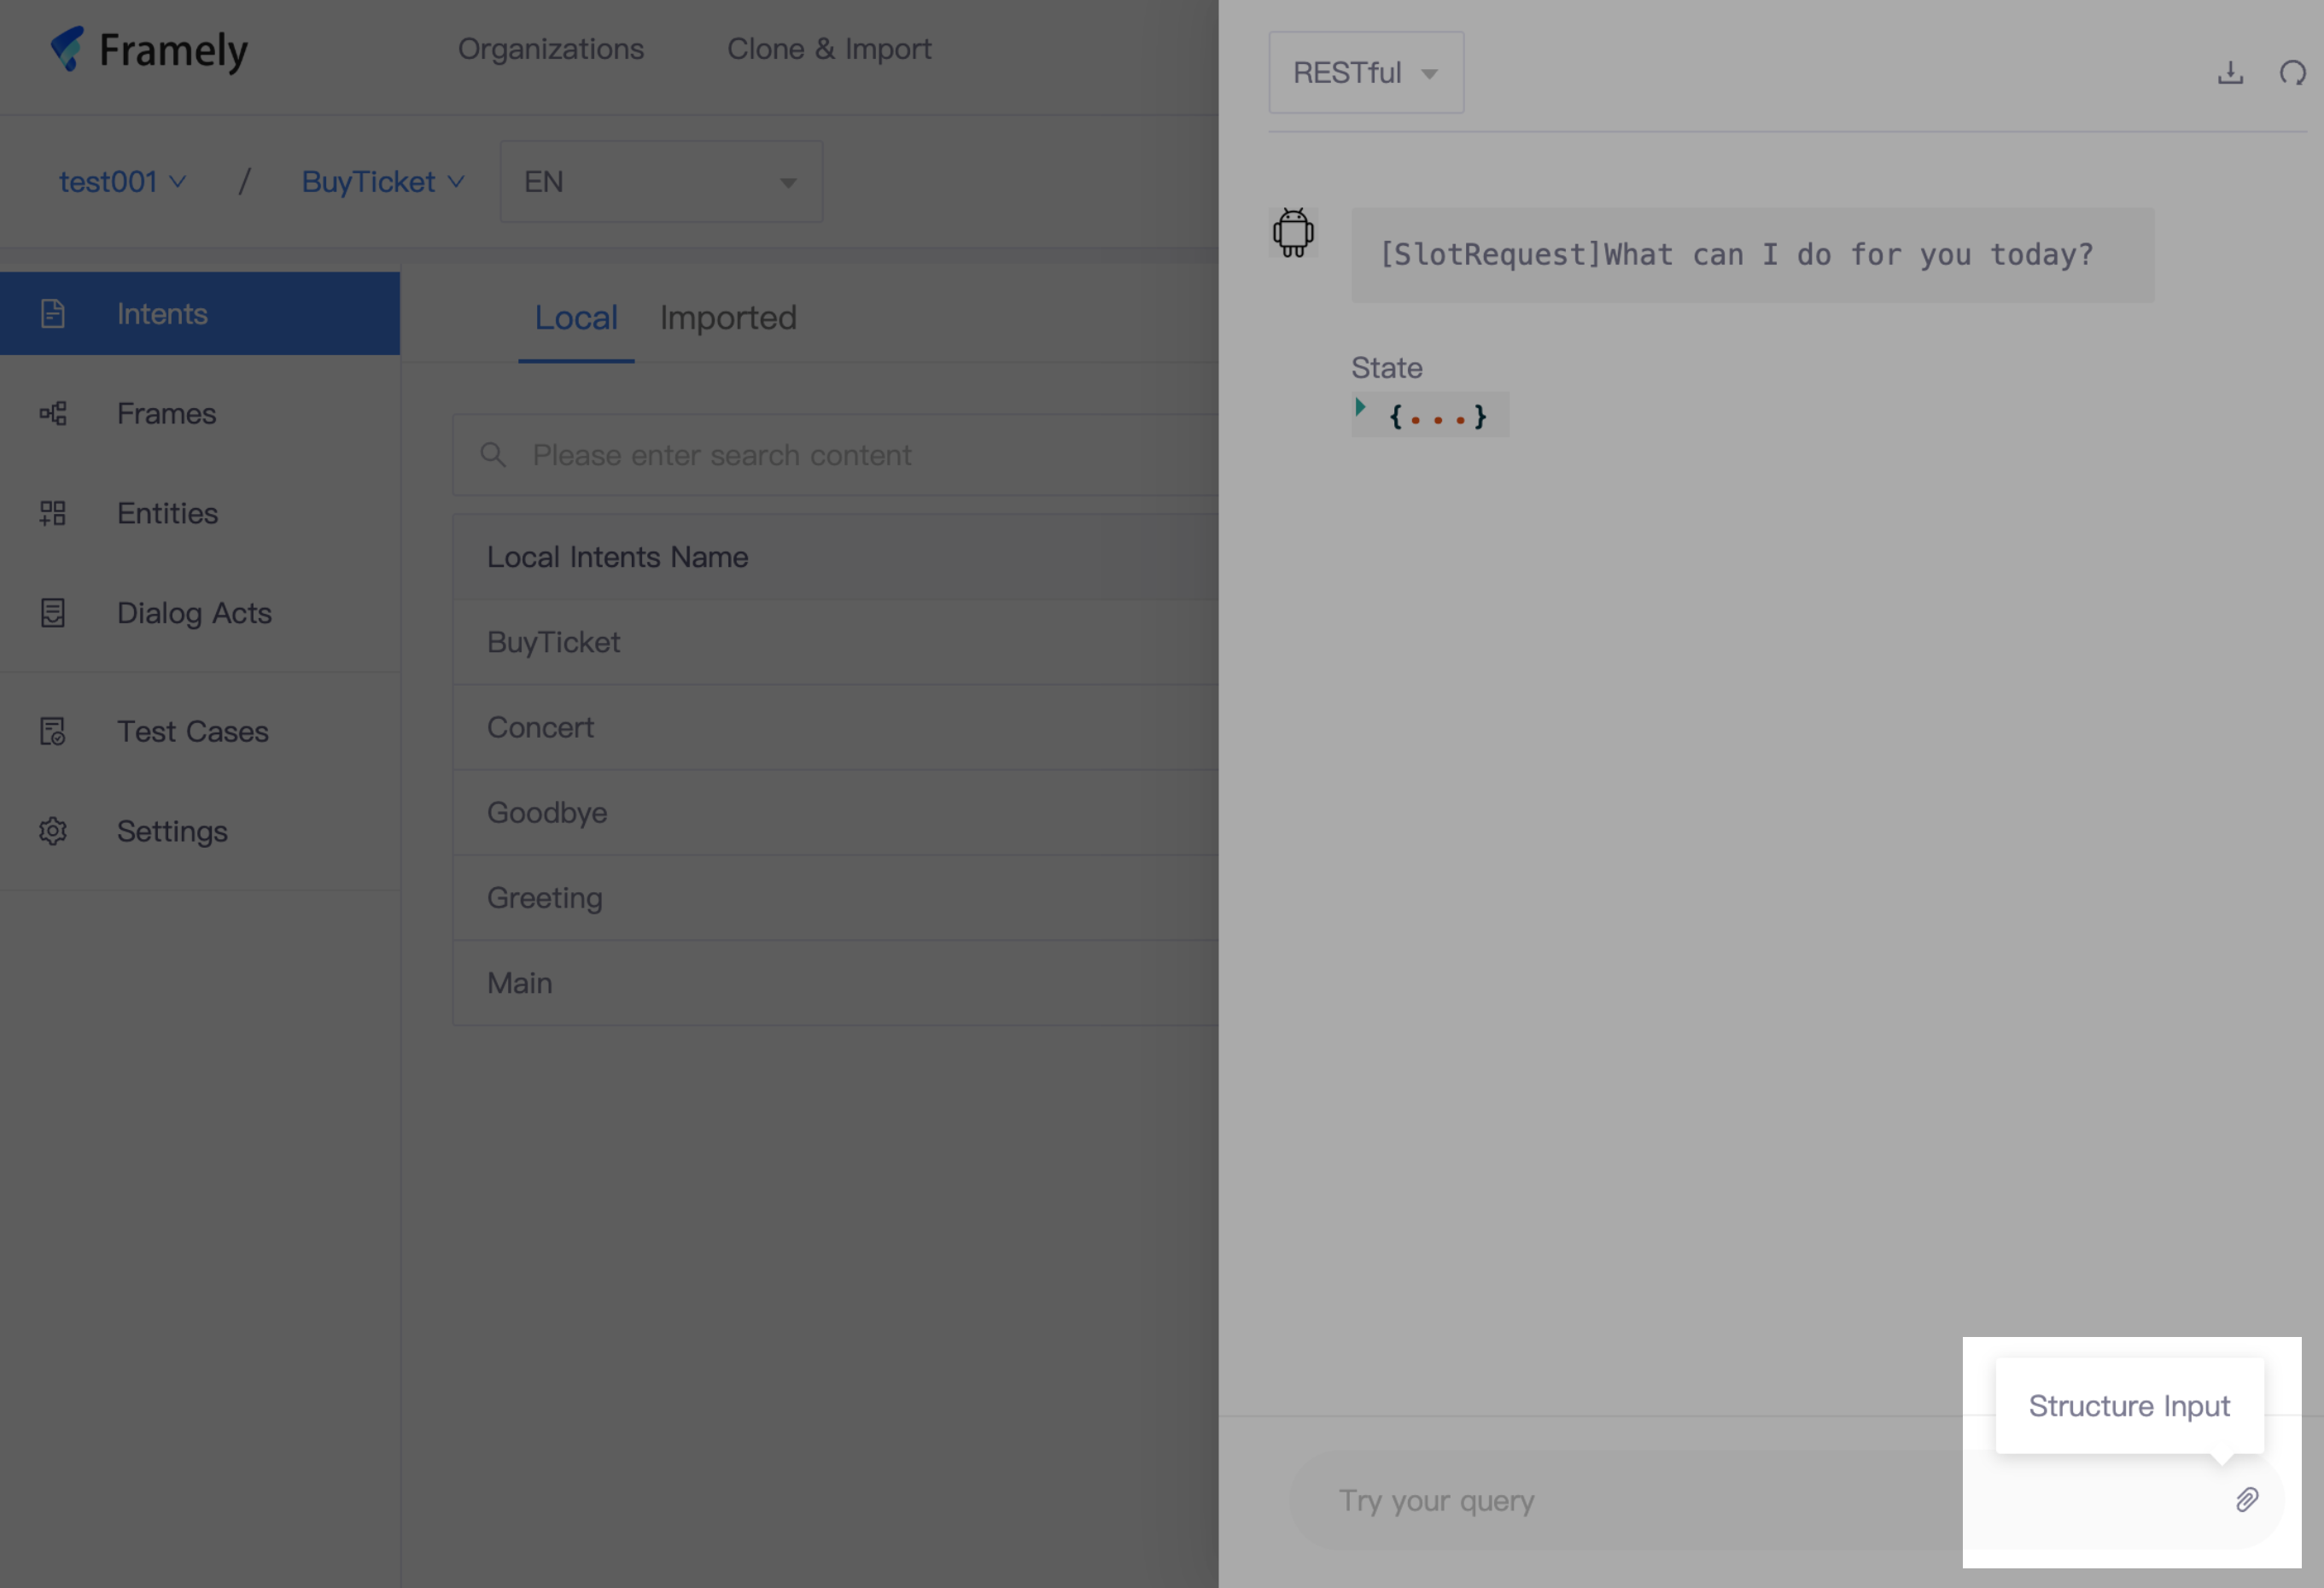 Framely
Organizations
Clone & Import
test001
/
BuyTicket
EN
Intents
Frames
Entities
Dialog Acts
Test Cases
Settings
Local
Imported
Please enter search content
Local Intents Name
BuyTicket
Concert
Goodbye
Greeting
Main
RESTful
[SlotRequest]What can I do for you today?
State
{...}
Structure Input
Try your query